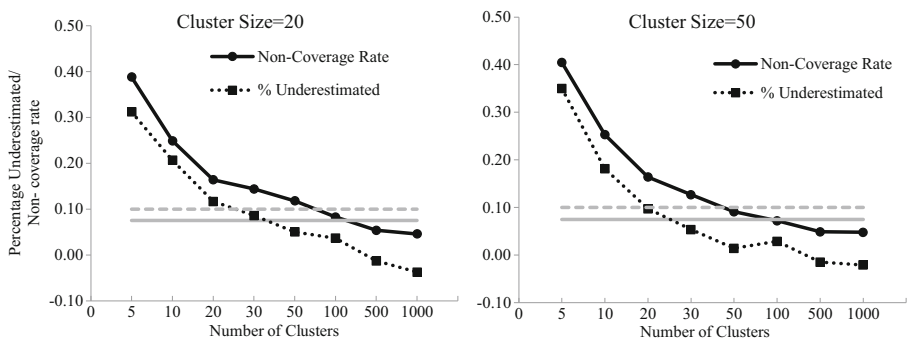 Cluster Size=20
Percentage Underestimated/
Non- coverage rate
0.50
0.40
0.30
0.20
0.10
0.00
-0.10
Non-Coverage Rate
% Underestimated
0 5 10 20 30 50 100 500 1000
Number of Clusters
Cluster Size=50
0.50
0.40
0.30
0.20
0.10
0.00
-0.10
Non-Coverage Rate
% Underestimated
0 5 10 20 30 50 100 500 1000
Number of Clusters